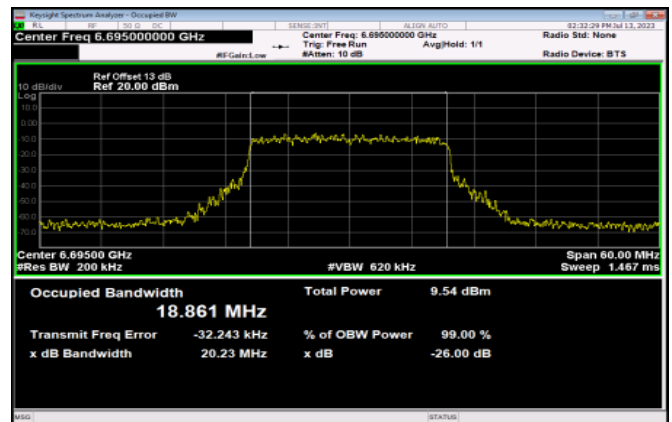 Keysight Spectrum Analyzer - Occupied BW
RL RF 50 Ω DC SENSE:INT ALIGN AUTO 02:32:29 PM Jul 13, 2023
Center Freq 6.695000000 GHz Center Freq: 6.695000000 GHz Radio Std: None
Trig: Free Run Avg|Hold: 1/1
#IFGain:Low #Atten: 10 dB Radio Device: BTS
Ref Offset 13 dB
10 dB/div Ref 20.00 dBm
Log
10.0
0.00
-10.0
-20.0
-30.0
-40.0
-50.0
-60.0
-70.0
Center 6.69500 GHz Span 60.00 MHz
#Res BW 200 kHz #VBW 620 kHz Sweep 1.467 ms
Occupied Bandwidth Total Power 9.54 dBm
18.861 MHz
Transmit Freq Error -32.243 kHz % of OBW Power 99.00 %
x dB Bandwidth 20.23 MHz x dB -26.00 dB
MSG STATUS